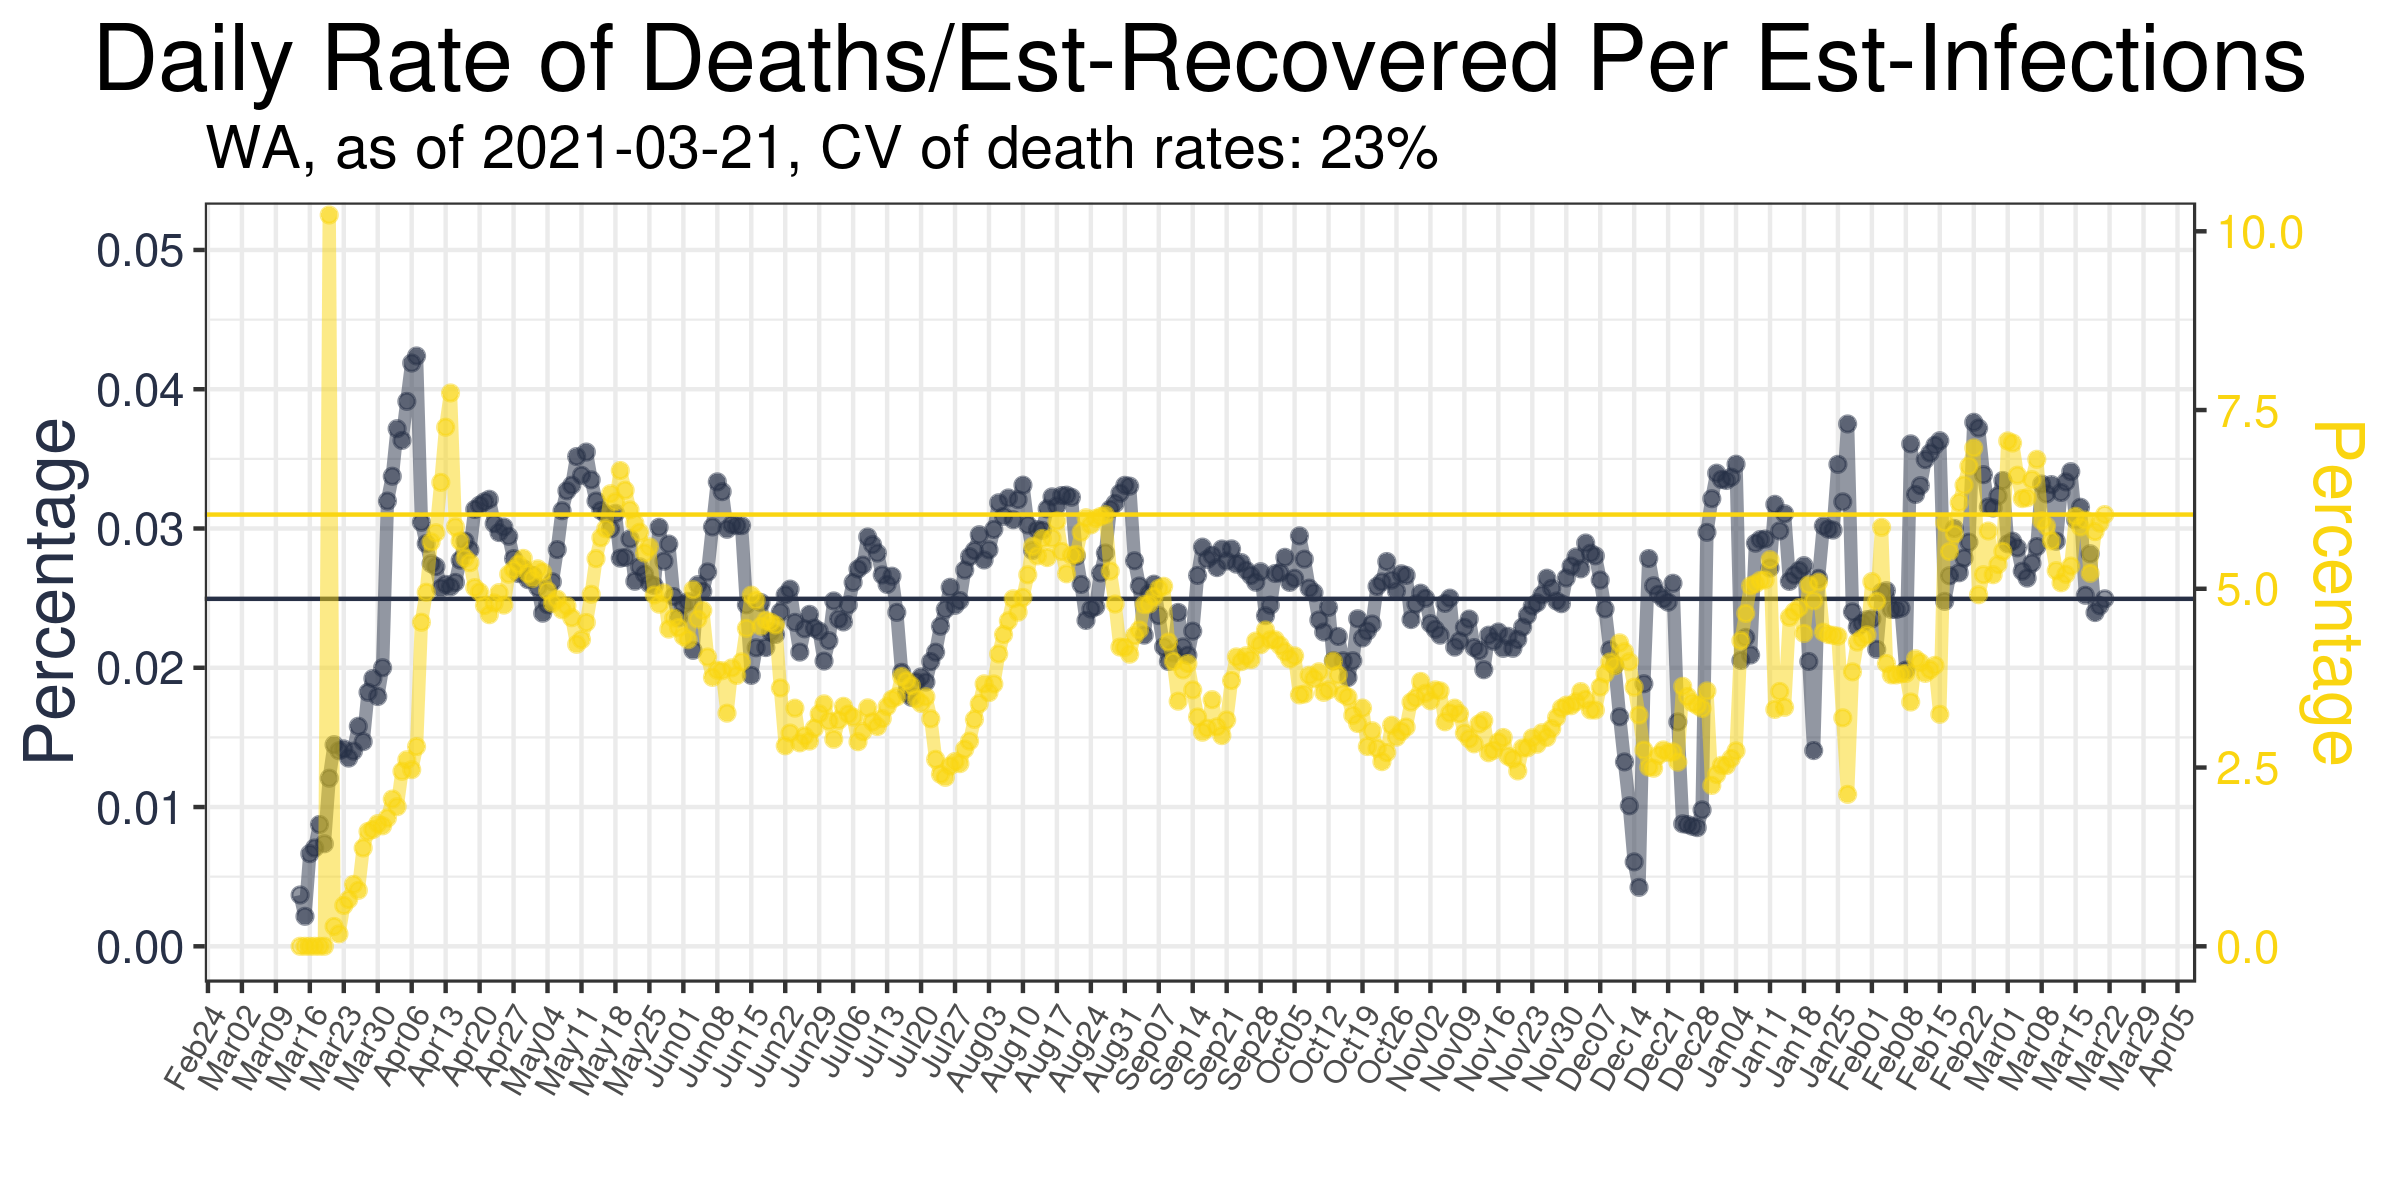 Daily Rate of Deaths/Est-Recovered Per Est-Infections
WA, as of 2021-03-21, CV of death rates: 23%
Percentage
0.05
0.04
0.03
0.02
0.01
0.00
10.0
7.5
5.0
2.5
0.0
Percentage
Feb24
Mar02
Mar09
Mar16
Mar23
Mar30
Apr06
Apr13
Apr20
Apr27
May04
May11
May18
May25
Jun01
Jun08
Jun15
Jun22
Jun29
Jul06
Jul13
Jul20
Jul27
Aug03
Aug10
Aug17
Aug24
Aug31
Sep07
Sep14
Sep21
Sep28
Oct05
Oct12
Oct19
Oct26
Nov02
Nov09
Nov16
Nov23
Nov30
Dec07
Dec14
Dec21
Dec28
Jan04
Jan11
Jan18
Jan25
Feb01
Feb08
Feb15
Feb22
Mar01
Mar08
Mar15
Mar22
Mar29
Apr05